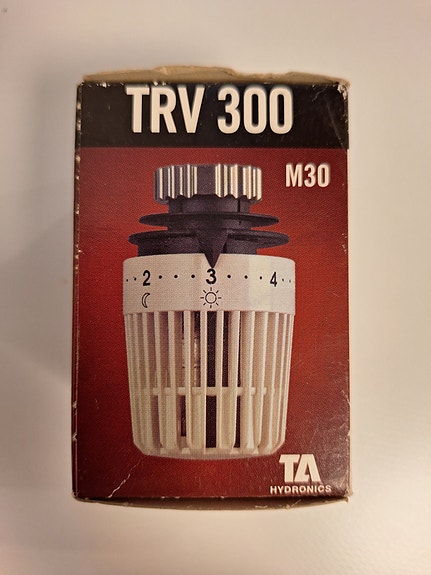 TRV 300
M30
2 3 4
TA
HYDRONICS